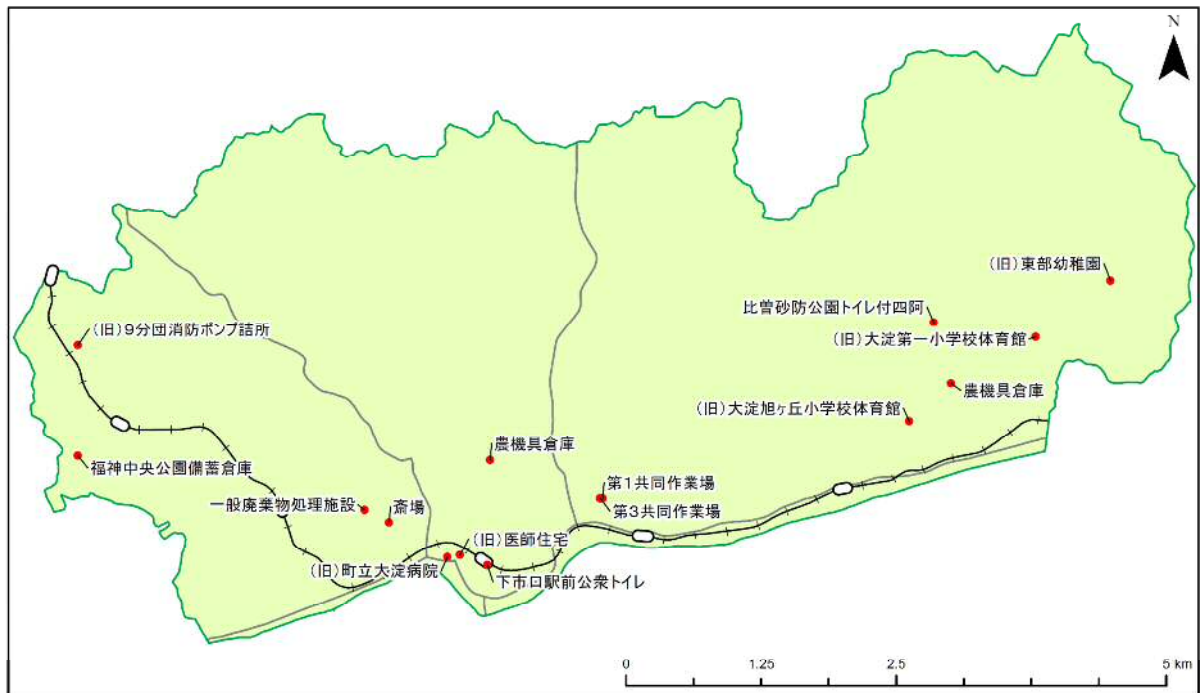 N
(旧)東部幼稚園
比曽砂防公園トイレ付四阿
(旧)9分団消防ポンプ詰所
(旧)大淀第一小学校体育館
農機具倉庫
(旧)大淀旭ヶ丘小学校体育館
農機具倉庫
福神中央公園備蓄倉庫
第1共同作業場
一般廃棄物処理施設
斎場
第3共同作業場
(旧)医師住宅
(旧)町立大淀病院
下市口駅前公衆トイレ
0 1.25 2.5 5 km